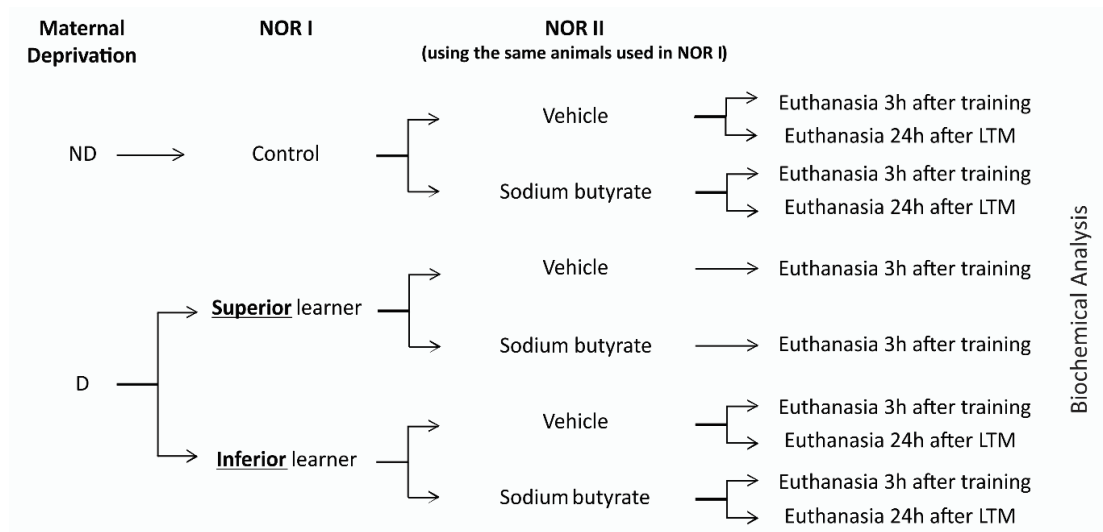 Maternal Deprivation
NOR I
NOR II
(using the same animals used in NOR I)
ND
Control
Vehicle
Euthanasia 3h after training
Euthanasia 24h after LTM
Sodium butyrate
Euthanasia 3h after training
Euthanasia 24h after LTM
D
Superior learner
Vehicle
Euthanasia 3h after training
Sodium butyrate
Euthanasia 3h after training
Inferior learner
Vehicle
Euthanasia 3h after training
Euthanasia 24h after LTM
Sodium butyrate
Euthanasia 3h after training
Euthanasia 24h after LTM
Biochemical Analysis